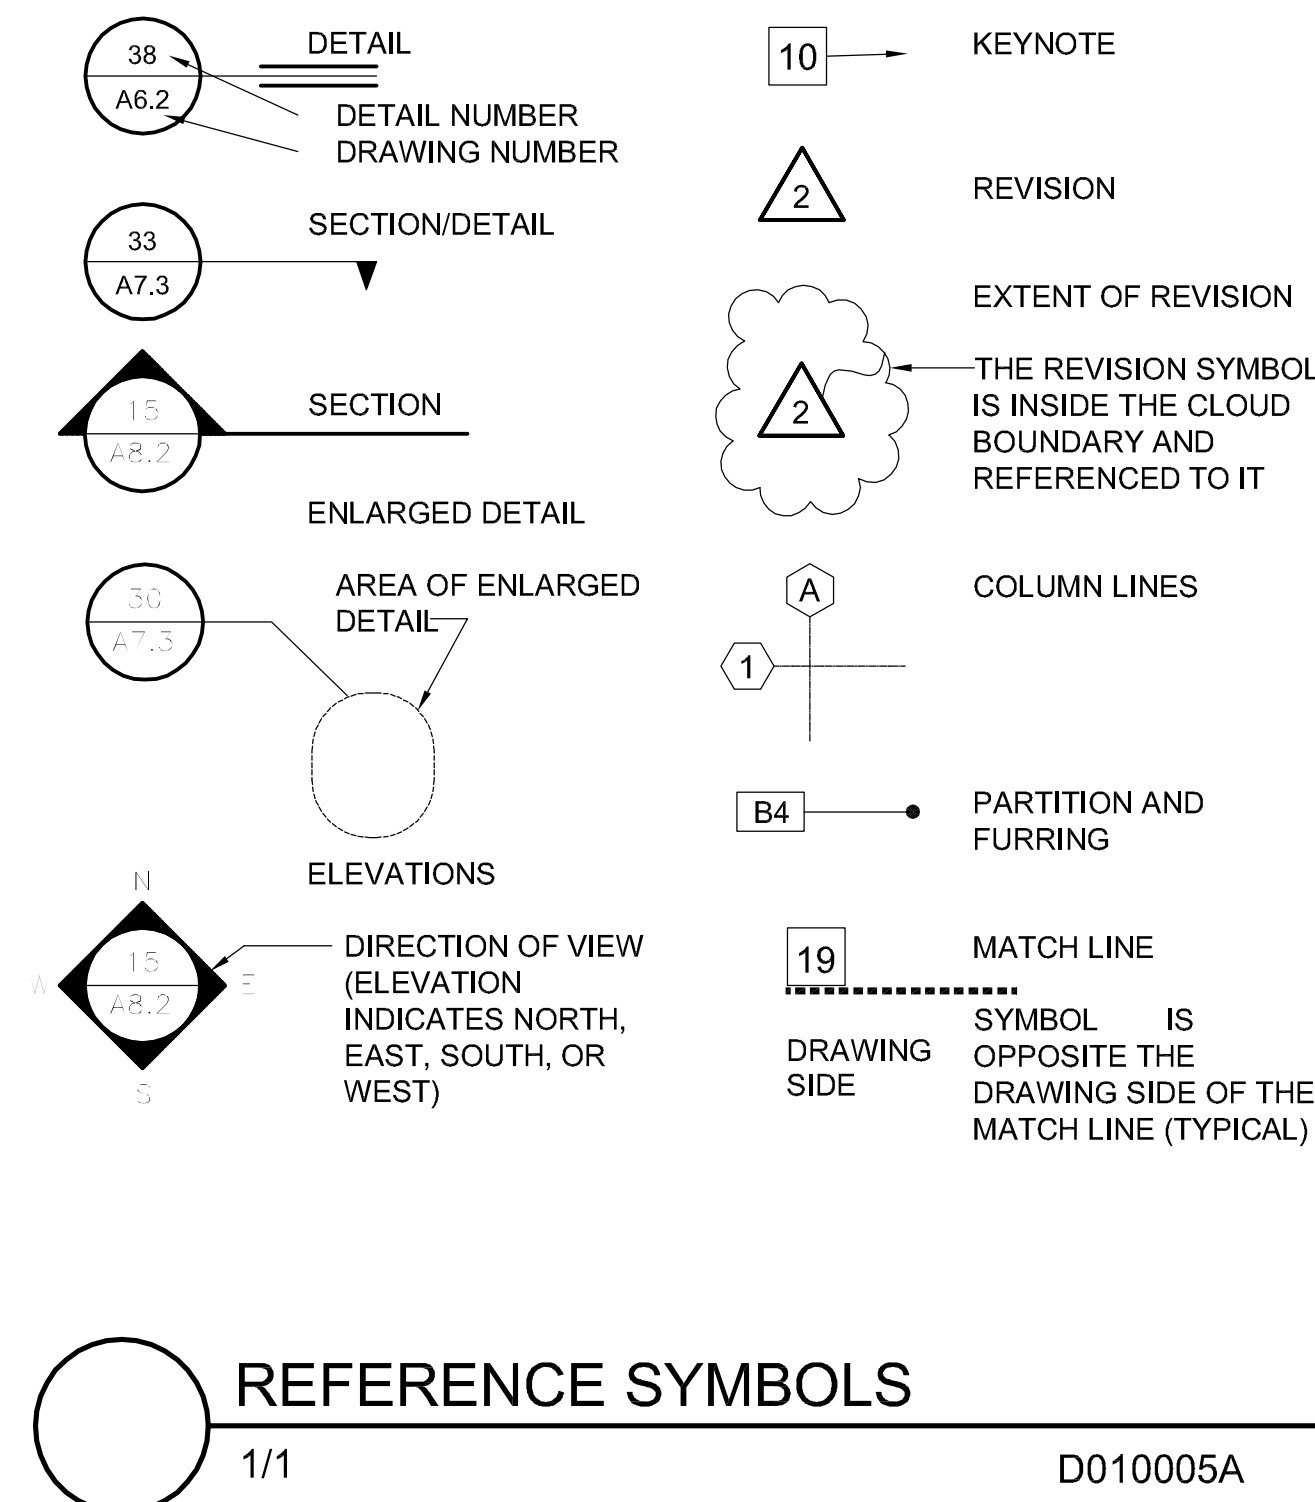 38
A6.2
DETAIL
DETAIL NUMBER
DRAWING NUMBER
33
A7.3
SECTION/DETAIL
15
A8.2
SECTION
ENLARGED DETAIL
30
A7.3
AREA OF ENLARGED
DETAIL
ELEVATIONS
N
W
15
A8.2
E
S
DIRECTION OF VIEW
(ELEVATION
INDICATES NORTH,
EAST, SOUTH, OR
WEST)
10
KEYNOTE
2
REVISION
EXTENT OF REVISION
2
THE REVISION SYMBOL
IS INSIDE THE CLOUD
BOUNDARY AND
REFERENCED TO IT
A
1
COLUMN LINES
B4
PARTITION AND
FURRING
19
MATCH LINE
DRAWING
SIDE
SYMBOL IS
OPPOSITE THE
DRAWING SIDE OF THE
MATCH LINE (TYPICAL)
REFERENCE SYMBOLS
1/1
D010005A